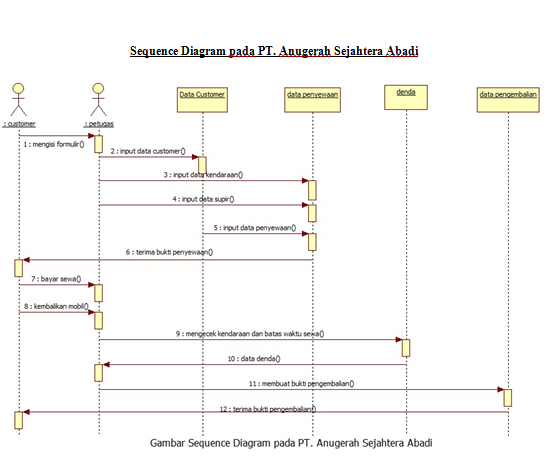 Sequence Diagram pada PT. Anugerah Sejahtera Abadi
: customer
: petugas
Data Customer
data penyewaan
denda
data pengembalian
1 : mengisi formulir()
2 : input data customer()
3 : input data kendaraan()
4 : input data supir()
5 : input data penyewaan()
6 : terima bukti penyewaan()
7 : bayar sewa()
8 : kembalikan mobil()
9 : mengecek kendaraan dan batas waktu sewa()
10 : data denda()
11 : membuat bukti pengembalian()
12 : terima bukti pengembalian()
Gambar Sequence Diagram pada PT. Anugerah Sejahtera Abadi